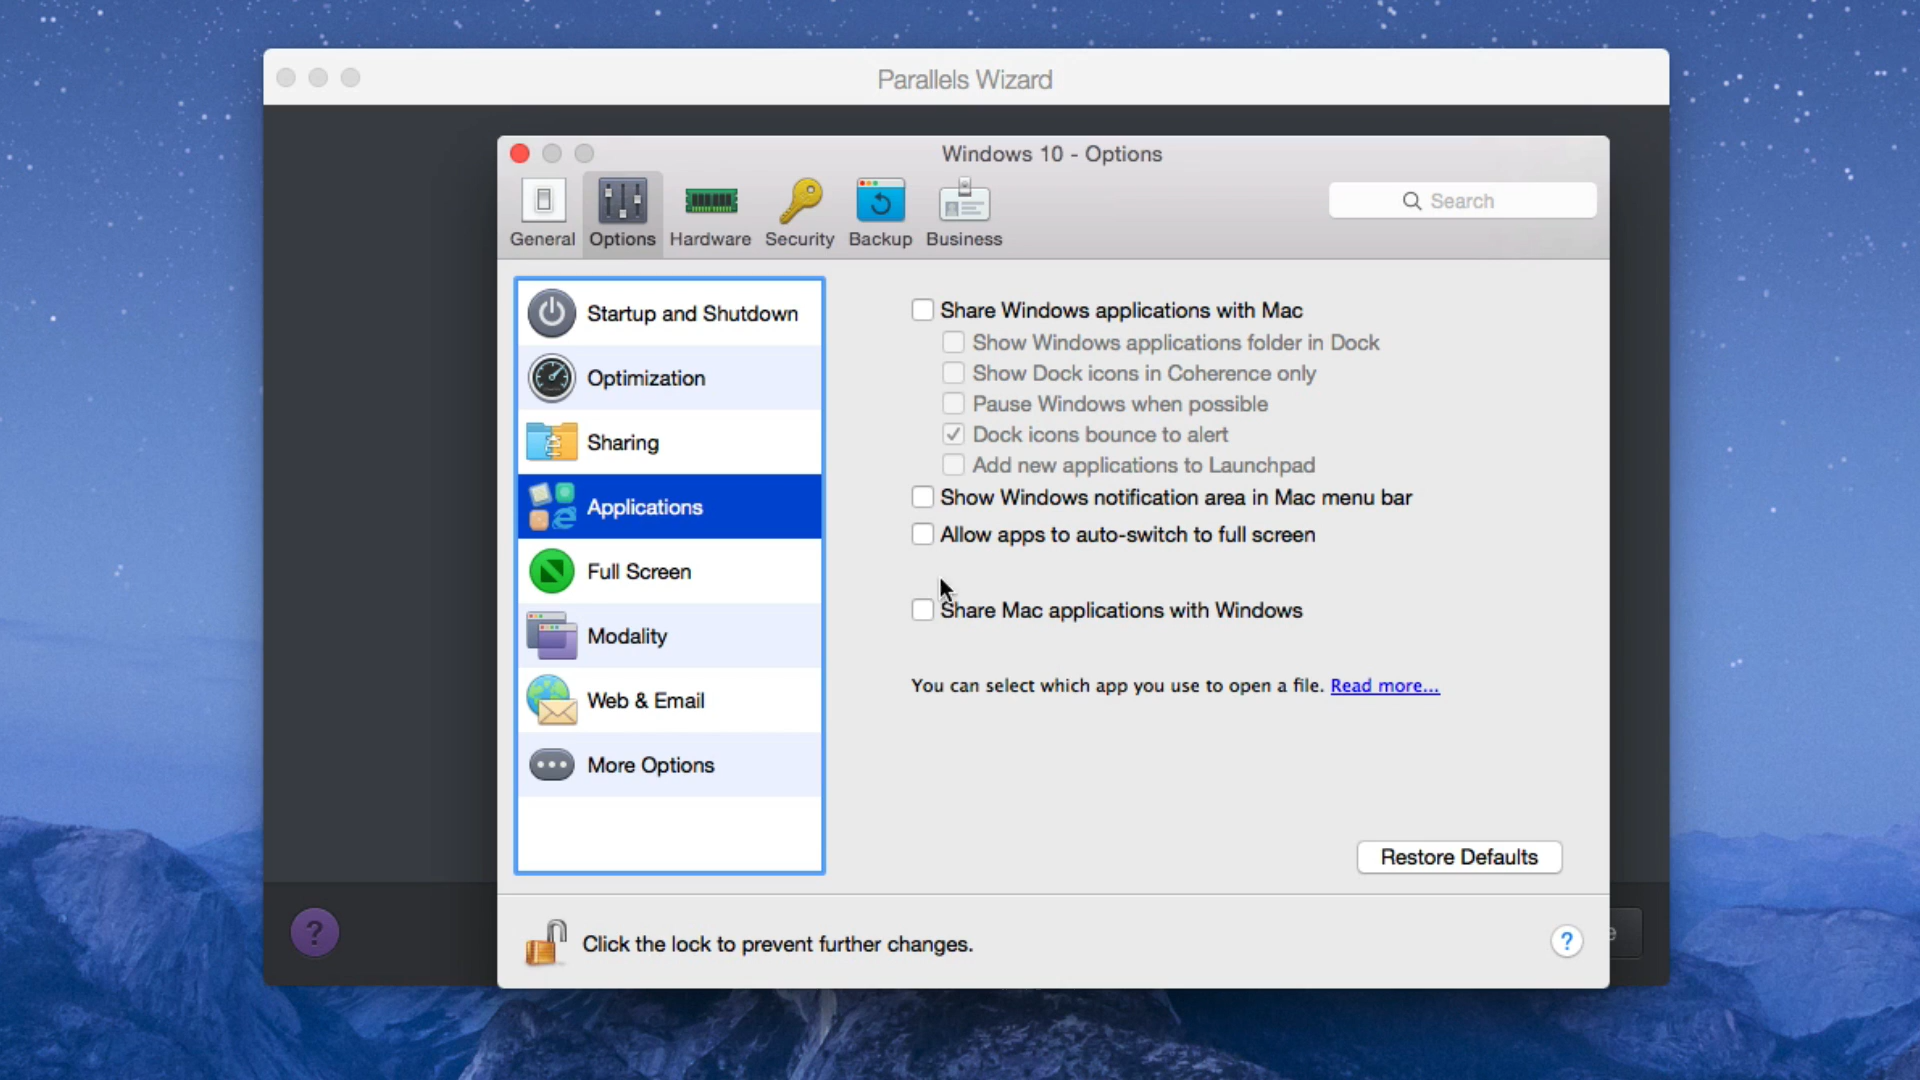 Parallels Wizard
Windows 10 - Options
General Options Hardware Security Backup Business
Search
Startup and Shutdown
Optimization
Sharing
Applications
Full Screen
Modality
Web & Email
More Options
Share Windows applications with Mac
Show Windows applications folder in Dock
Show Dock icons in Coherence only
Pause Windows when possible
Dock icons bounce to alert
Add new applications to Launchpad
Show Windows notification area in Mac menu bar
Allow apps to auto-switch to full screen
Share Mac applications with Windows
You can select which app you use to open a file. Read more...
Restore Defaults
Click the lock to prevent further changes.
?
?